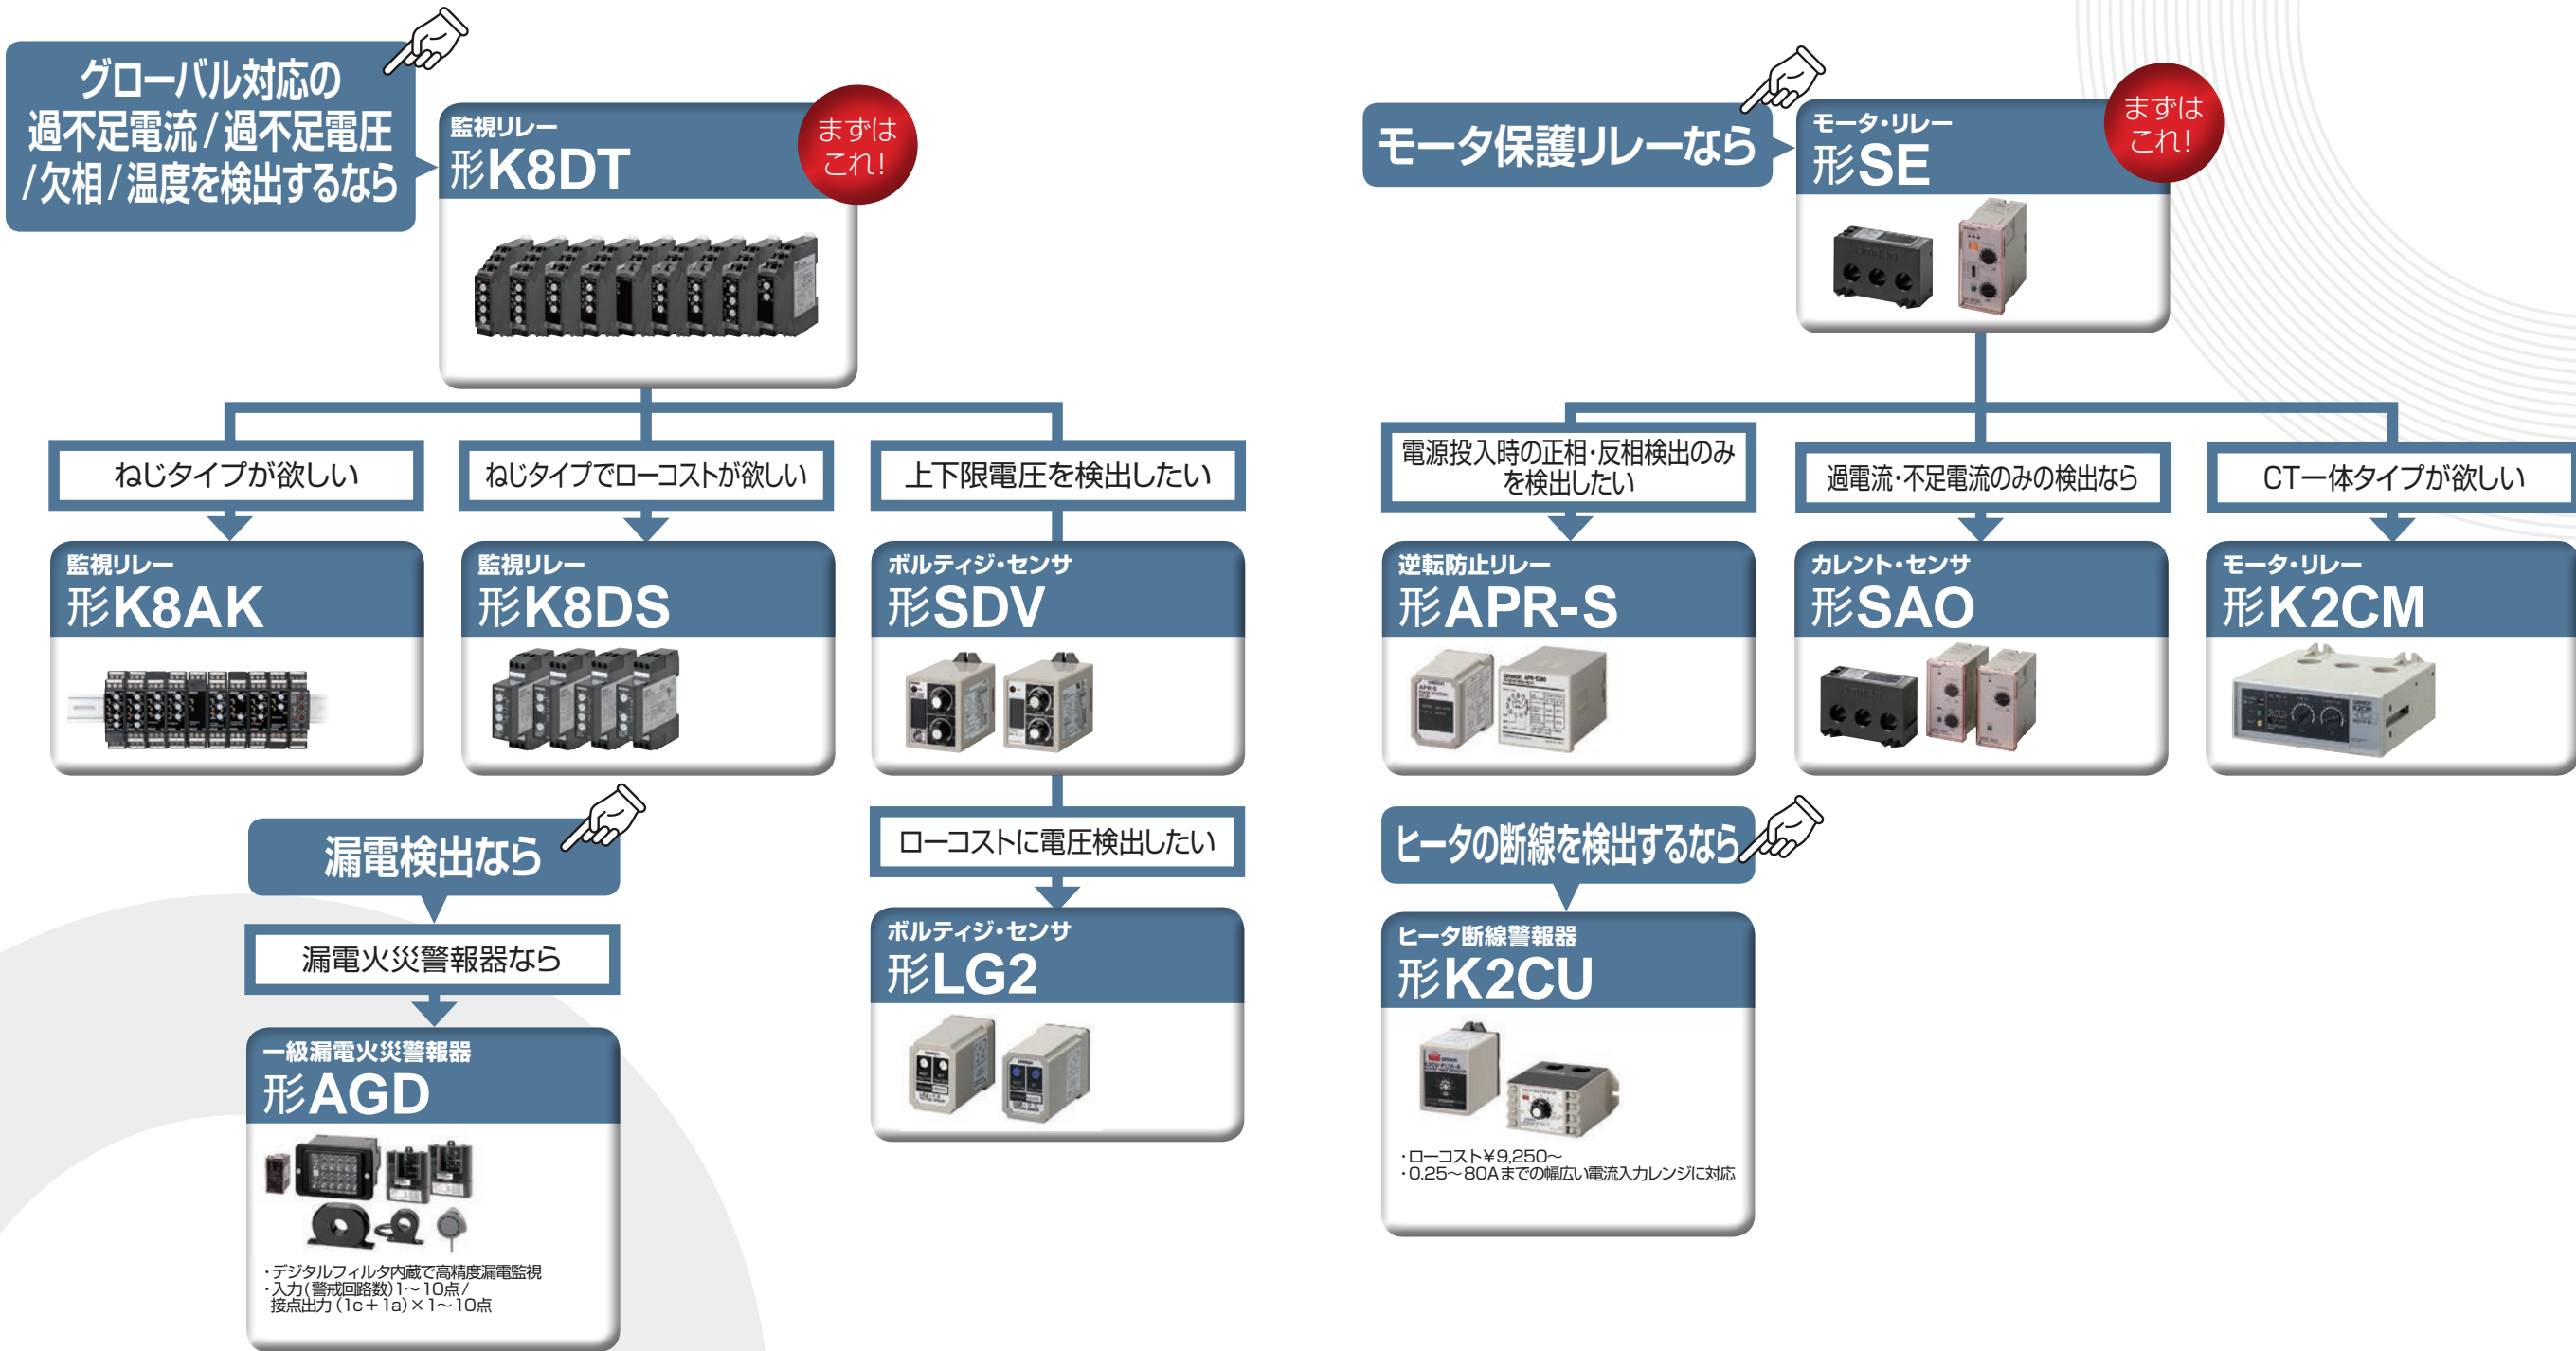 グローバル対応の
過不足電流/過不足電圧
/欠相/温度を検出するなら
監視リレー
形K8DT
まずは
これ!
ねじタイプが欲しい
ねじタイプでローコストが欲しい
上下限電圧を検出したい
監視リレー
形K8AK
監視リレー
形K8DS
ボルティジ・センサ
形SDV
ローコストに電圧検出したい
ボルティジ・センサ
形LG2
漏電検出なら
漏電火災警報器なら
一級漏電火災警報器
形AGD
・デジタルフィルタ内蔵で高精度漏電監視
・入力(警戒回路数)1～10点/
接点出力(1c+1a)×1～10点
モータ保護リレーなら
モータ・リレー
形SE
まずは
これ!
電源投入時の正相・反相検出のみ
を検出したい
過電流・不足電流のみの検出なら
CT一体タイプが欲しい
逆転防止リレー
形APR-S
カレント・センサ
形SAO
モータ・リレー
形K2CM
ヒータの断線を検出するなら
ヒータ断線警報器
形K2CU
・ローコスト¥9,250～
・0.25～80Aまでの幅広い電流入力レンジに対応